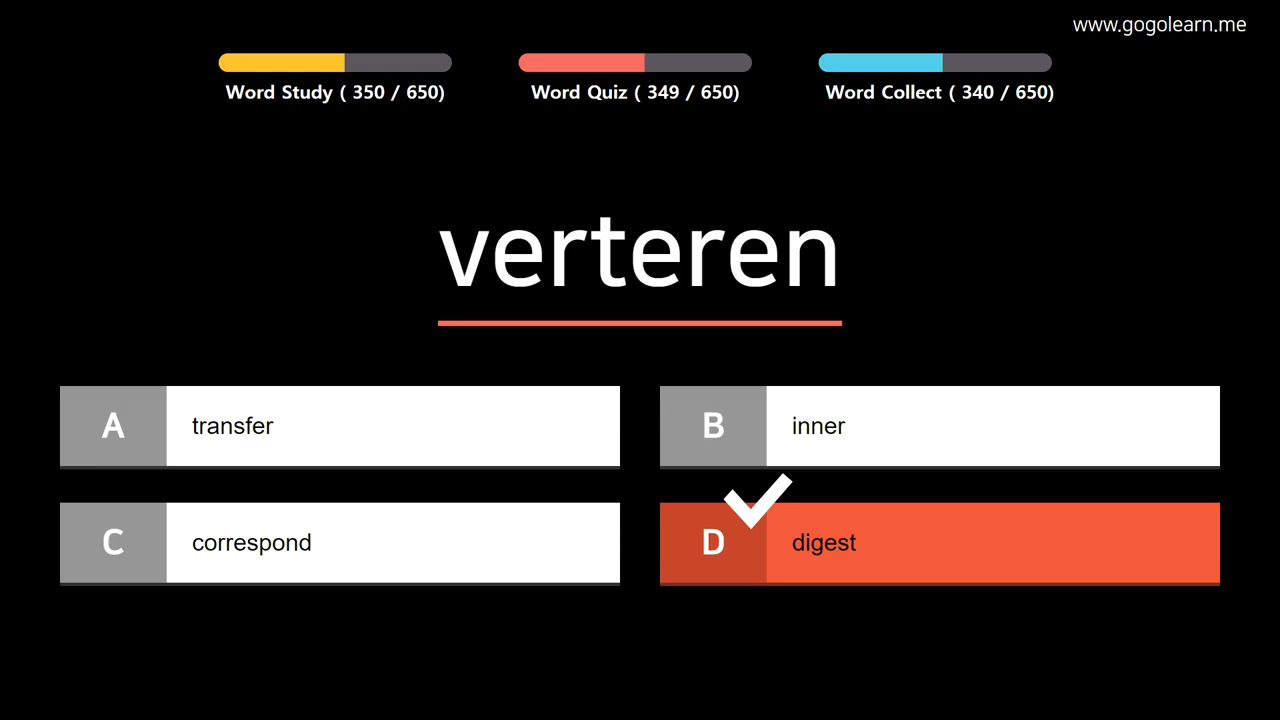 www.gogolearn.me
Word Study ( 350 / 650)
Word Quiz ( 349 / 650)
Word Collect ( 340 / 650)
verteren
A transfer
B inner
C correspond
D digest